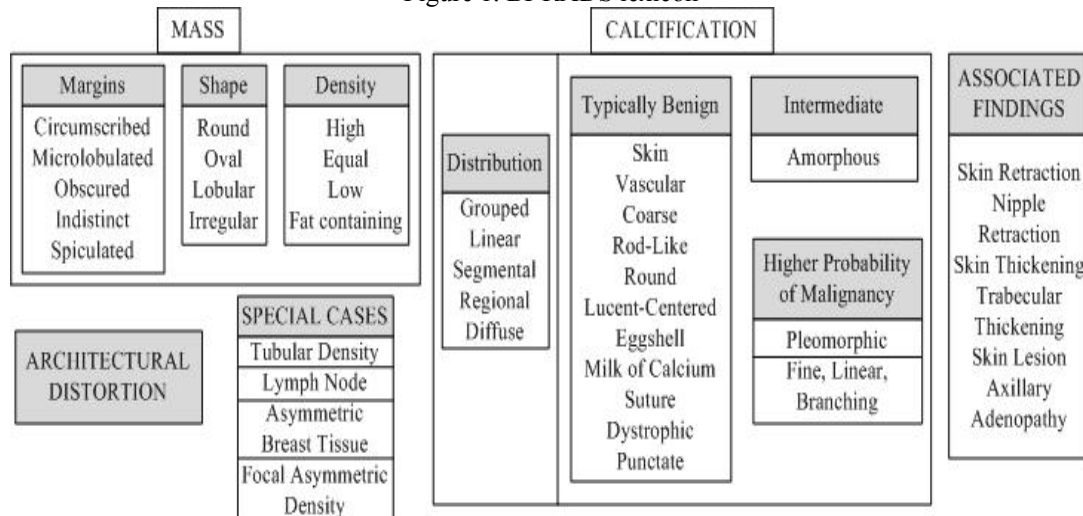 Figure 1. BI-RADS lexicon
MASS
Margins
Circumscribed
Microlobulated
Obscured
Indistinct
Spiculated
Shape
Round
Oval
Lobular
Irregular
Density
High
Equal
Low
Fat containing
ARCHITECTURAL
DISTORTION
SPECIAL CASES
Tubular Density
Lymph Node
Asymmetric
Breast Tissue
Focal Asymmetric
Density
CALCIFICATION
Distribution
Grouped
Linear
Segmental
Regional
Diffuse
Typically Benign
Skin
Vascular
Coarse
Rod-Like
Round
Lucent-Centered
Eggshell
Milk of Calcium
Suture
Dystrophic
Punctate
Intermediate
Amorphous
Higher Probability
of Malignancy
Pleomorphic
Fine, Linear,
Branching
ASSOCIATED
FINDINGS
Skin Retraction
Nipple
Retraction
Skin Thickening
Trabecular
Thickening
Skin Lesion
Axillary
Adenopathy